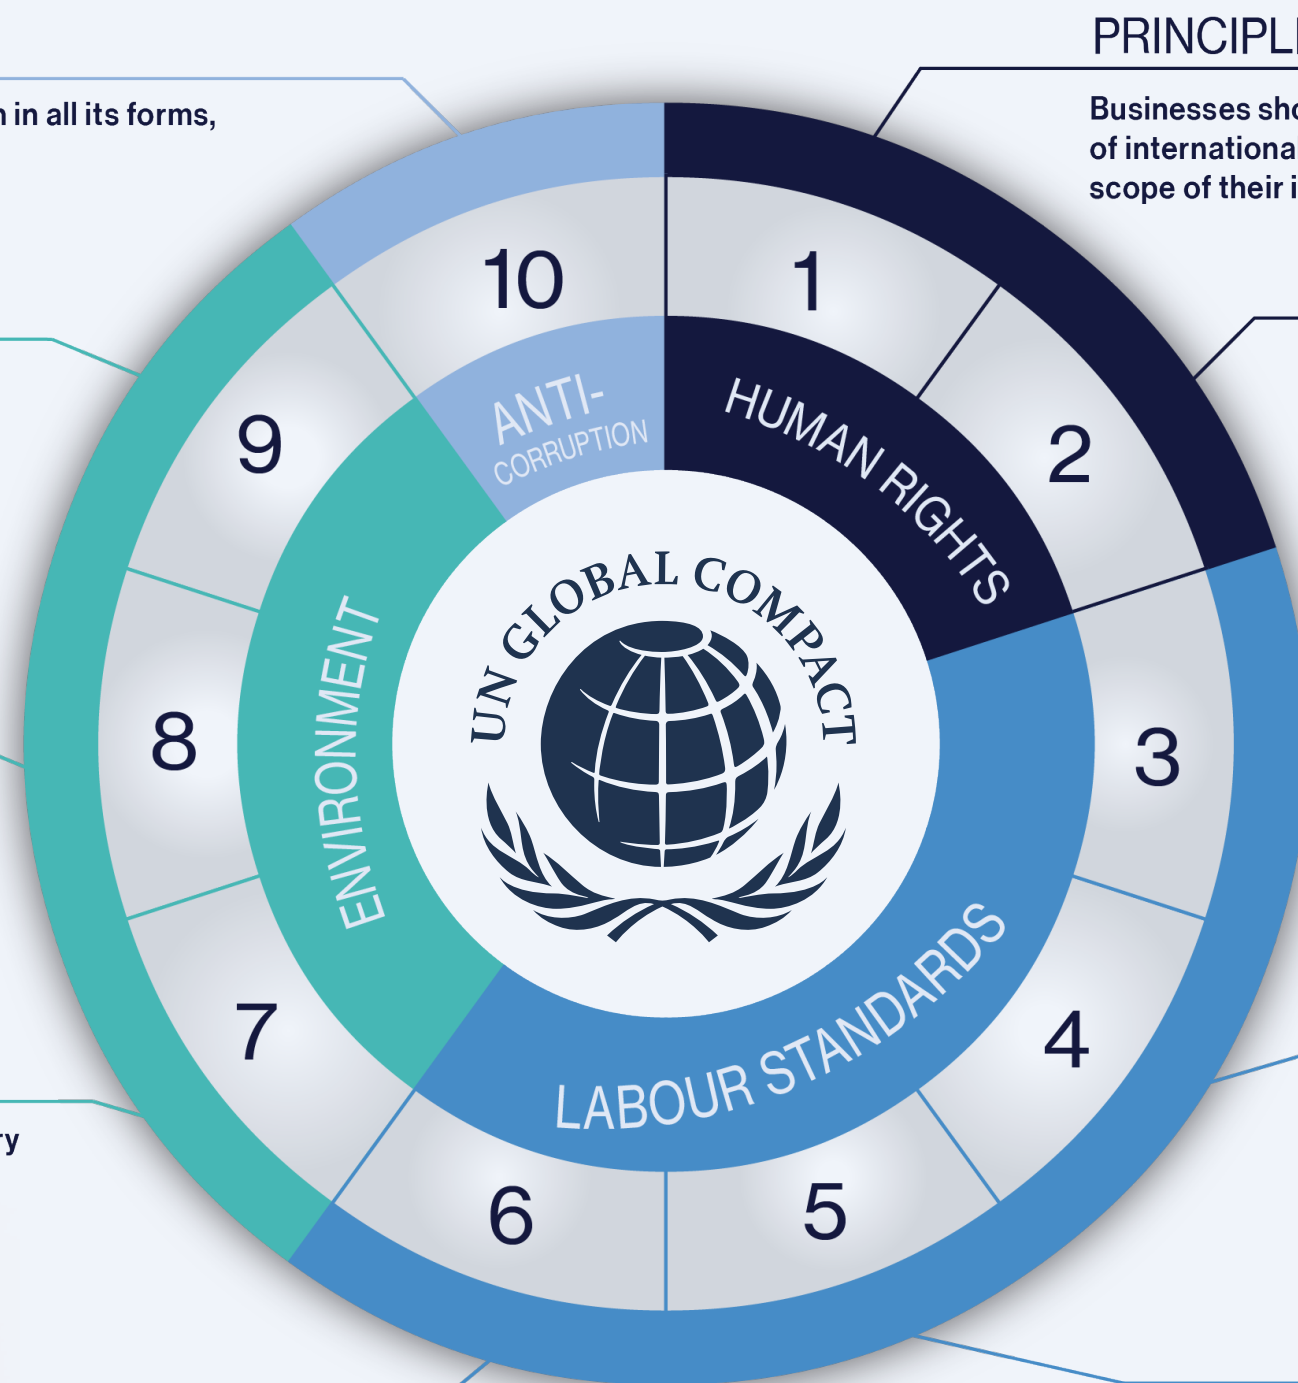 PRINCIPLE
n in all its forms,
Businesses sho
of internationa
scope of their i
10
1
9
2
8
3
7
4
6
5
ANTI-
CORRUPTION
HUMAN RIGHTS
ENVIRONMENT
LABOUR STANDARDS
UN GLOBAL COMPACT
ry